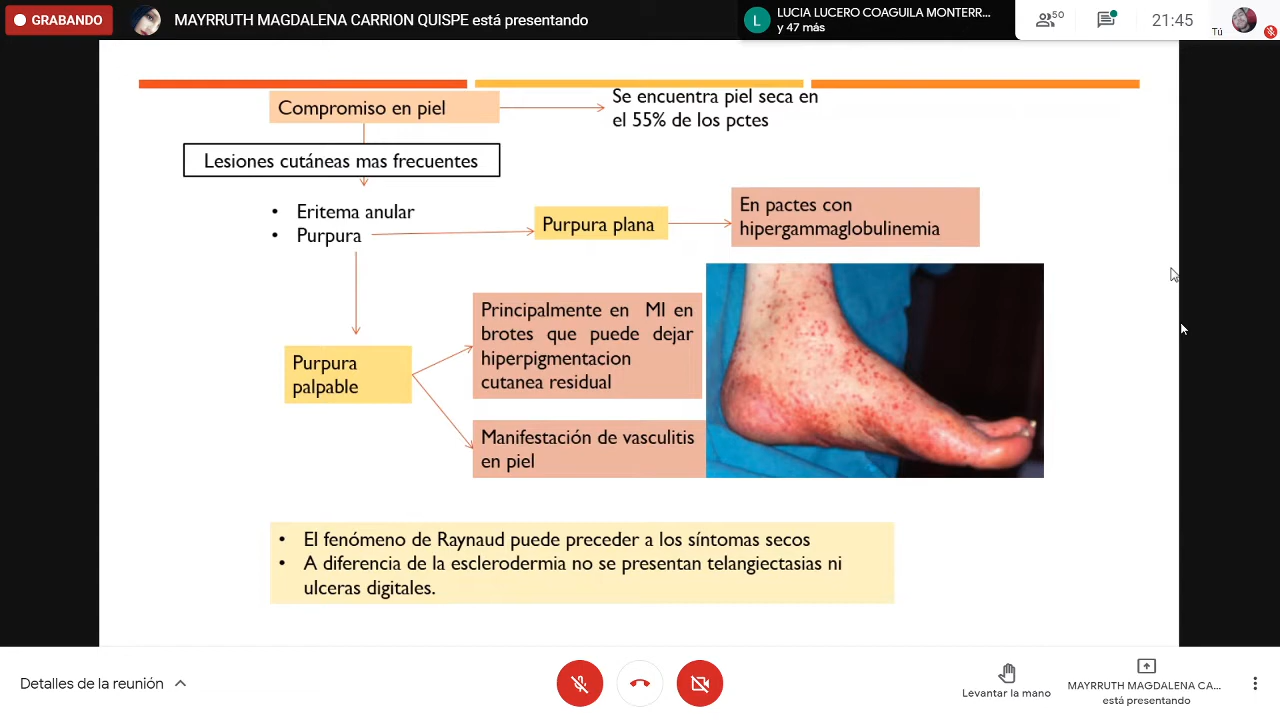 GRABANDO
MAYRRUTH MAGDALENA CARRION QUISPE está presentando
L
LUCIA LUCERO COAGUILA MONTERR...
y 47 más
50
21:45
Tú
Compromiso en piel
Se encuentra piel seca en
el 55% de los pctes
Lesiones cutáneas mas frecuentes
• Eritema anular
• Purpura
Purpura plana
En pactes con
hipergammaglobulinemia
Purpura
palpable
Principalmente en MI en
brotes que puede dejar
hiperpigmentacion
cutanea residual
Manifestación de vasculitis
en piel
• El fenómeno de Raynaud puede preceder a los síntomas secos
• A diferencia de la esclerodermia no se presentan telangiectasias ni
ulceras digitales.
Detalles de la reunión
Levantar la mano
MAYRRUTH MAGDALENA CA...
está presentando